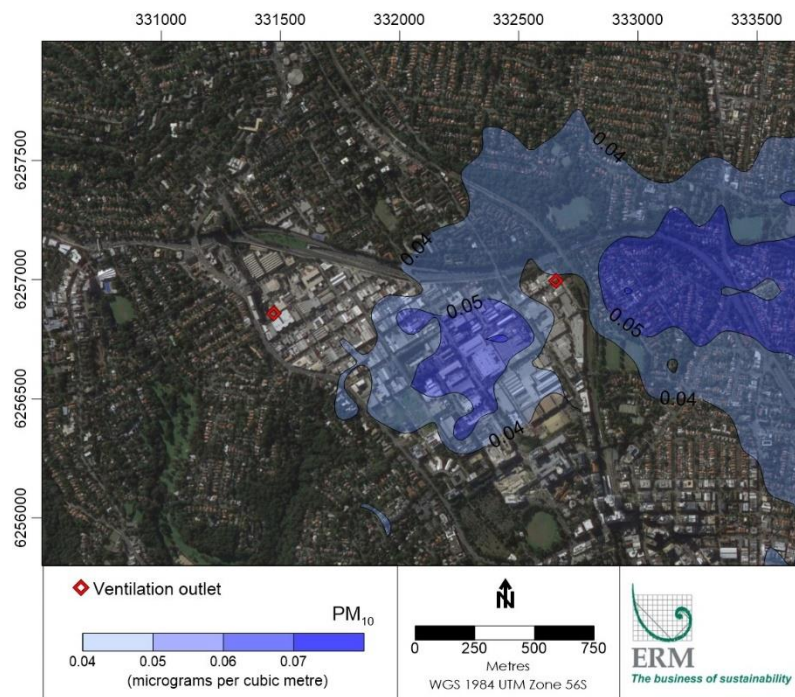 331000 331500 332000 332500 333000 333500
6257500
6257000
6256500
6256000
0.04
0.04
0.05
0.05
0.04
0.04
Ventilation outlet
PM10
0.04 0.05 0.06 0.07
(micrograms per cubic metre)
N
0 250 500 750
Metres
WGS 1984 UTM Zone 56S
ERM
The business of sustainability